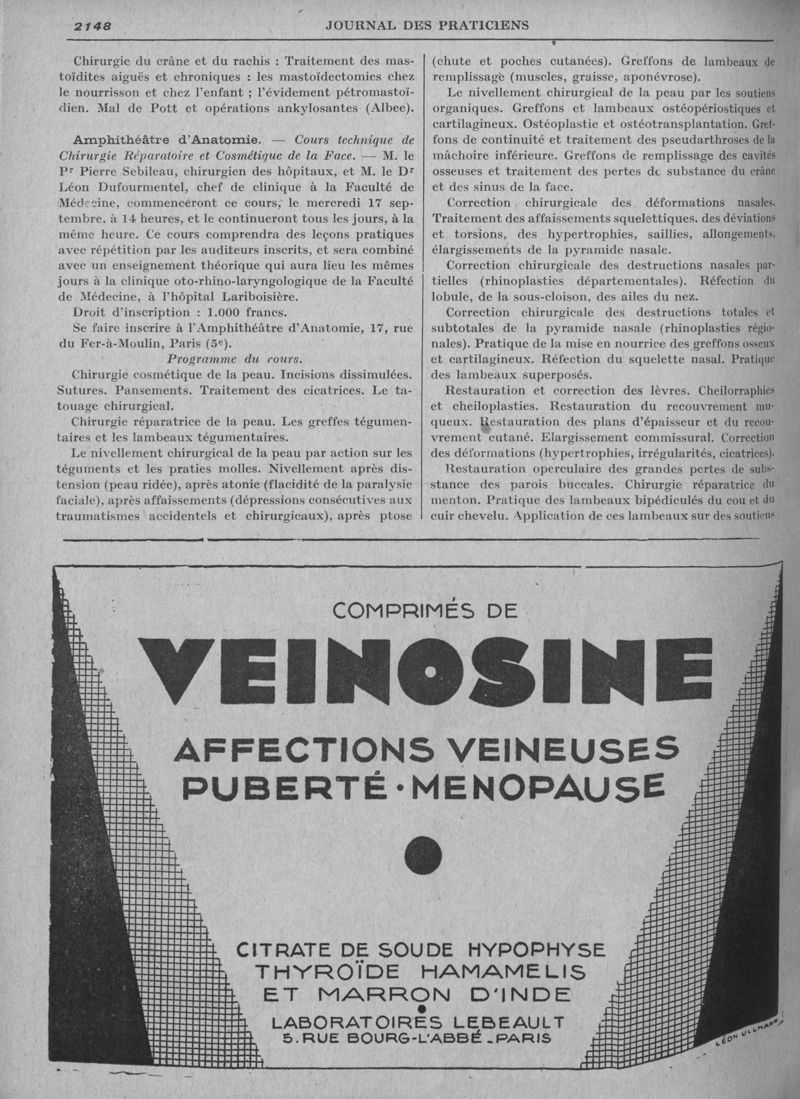 2148
JOURNAL DES PRATICIENS
Chirurgie du crâne et du rachis : Traitement des mas-
toïdites aiguës et chroniques : les mastoïdectomies chez
le nourrisson et chez l'enfant ; l'évidement pétromastoï-
dien. Mal de Pott et opérations ankylosantes (Albee).
Amphithéâtre d'Anatomie. — Cours technique de
Chirurgie Réparatoire et Cosmétique de la Face. — M. le
Pr Pierre Sebileau, chirurgien des hôpitaux, et M. le Dr
Léon Dufourmentel, chef de clinique à la Faculté de
Médecine, commenceront ce cours, le mercredi 17 sep-
tembre, à 14 heures, et le continueront tous les jours, à la
même heure. Ce cours comprendra des leçons pratiques
avec répétition par les auditeurs inscrits, et sera combiné
avec un enseignement théorique qui aura lieu les mêmes
jours à la clinique oto-rhino-laryngologique de la Faculté
de Médecine, à l'hôpital Lariboisière.
Droit d'inscription : 1.000 francs.
Se faire inscrire à l'Amphithéâtre d'Anatomie, 17, rue
du Fer-à-Moulin, Paris (5e).
Programme du cours.
Chirurgie cosmétique de la peau. Incisions dissimulées.
Sutures. Pansements. Traitement des cicatrices. Le ta-
touage chirurgical.
Chirurgie réparatrice de la peau. Les greffes tégumen-
taires et les lambeaux tégumentaires.
Le nivellement chirurgical de la peau par action sur les
téguments et les praties molles. Nivellement après dis-
tension (peau ridée), après atonie (flacidité de la paralysie
faciale), après affaissements (dépressions consécutives aux
traumatismes accidentels et chirurgicaux), après ptose
(chute et poches cutanées). Greffons de lambeaux de
remplissage (muscles, graisse, aponévrose).
Le nivellement chirurgical de la peau par les soutiens
organiques. Greffons et lambeaux ostéopériostiques et
cartilagineux. Ostéoplastie et ostéotransplantation. Gref-
fons de continuité et traitement des pseudarthroses de la
mâchoire inférieure. Greffons de remplissage des cavités
osseuses et traitement des pertes de substance du crâne
et des sinus de la face.
Correction chirurgicale des déformations nasales.
Traitement des affaissements squelettiques. des déviations
et torsions, des hypertrophies, saillies, allongements,
élargissements de la pyramide nasale.
Correction chirurgicale des destructions nasales par-
tielles (rhinoplasties départementales). Réfection du
lobule, de la sous-cloison, des ailes du nez.
Correction chirurgicale des destructions totales et
subtotales de la pyramide nasale (rhinoplasties régio-
nales). Pratique de la mise en nourrice des greffons osseux
et cartilagineux. Réfection du squelette nasal. Pratique
des lambeaux superposés.
Restauration et correction des lèvres. Cheilorraphies
et cheiloplasties. Restauration du recouvrement mu-
queux. Restauration des plans d'épaisseur et du recou-
vrement cutané. Elargissement commissural. Correction
des déformations (hypertrophies, irrégularités, cicatrices).
Restauration operculaire des grandes pertes de subs-
stance des parois buccales. Chirurgie réparatrice du
menton. Pratique des lambeaux bipédiculés du cou et du
cuir chevelu. Application de ces lambeaux sur des soutiens
COMPRIMÉS DE
VEINOSINE
AFFECTIONS VEINEUSES
PUBERTÉ · MENOPAUSE
CITRATE DE SOUDE HYPOPHYSE
THYROÏDE HAMAMELIS
ET MARRON D'INDE
LABORATOIRES LEBEAULT
5. RUE BOURG-L'ABBÉ - PARIS
LÉON ULLMANN